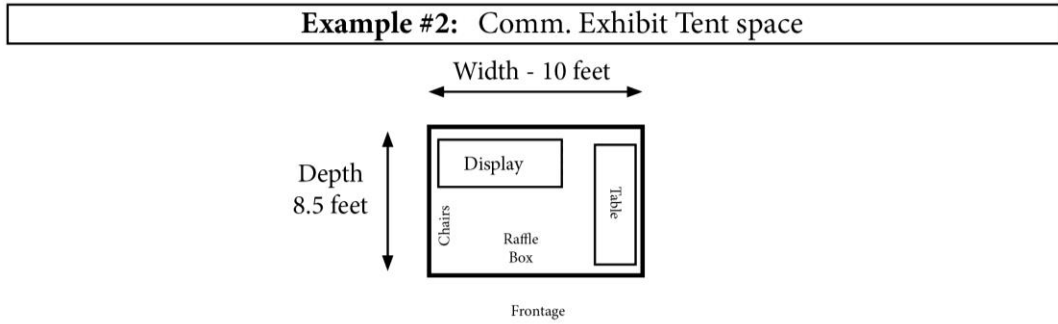 Example #2: Comm. Exhibit Tent space
Width - 10 feet
Depth
8.5 feet
Display
Table
Chairs
Raffle
Box
Frontage